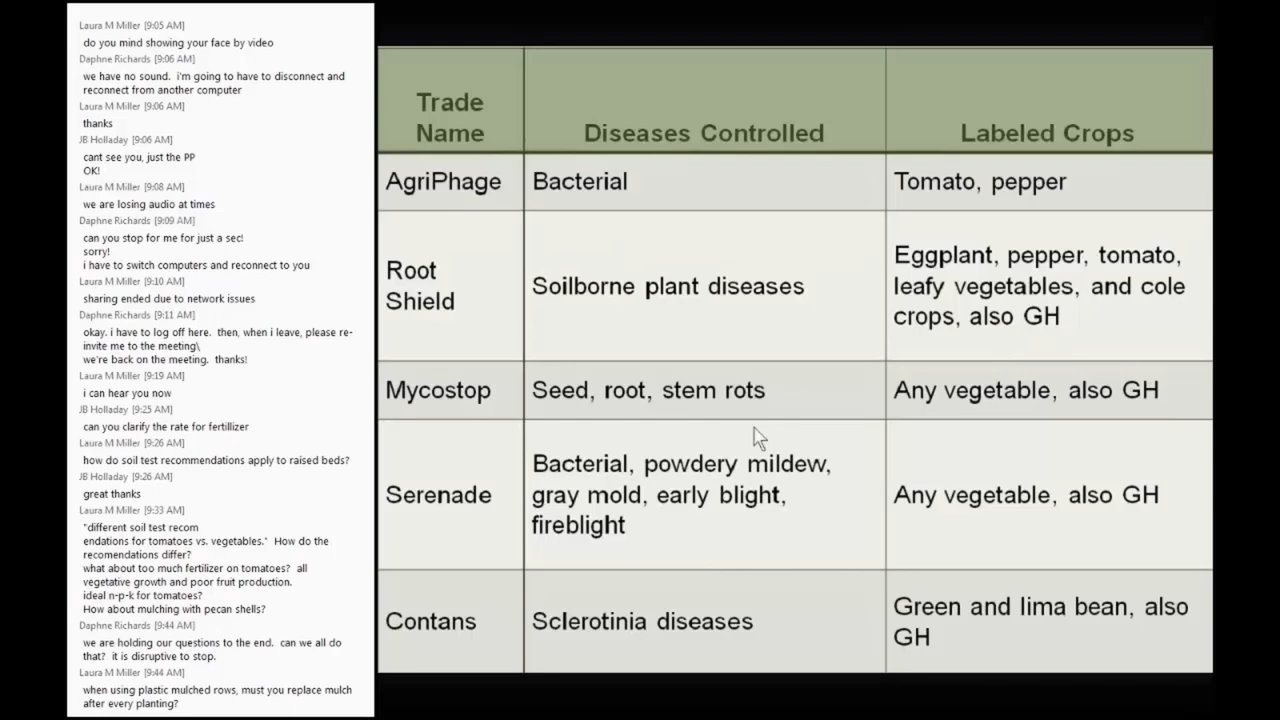 Laura M Miller [9:05 AM]
do you mind showing your face by video
Daphne Richards [9:06 AM]
we have no sound.  i'm going to have to disconnect and
reconnect from another computer
Laura M Miller [9:06 AM]
thanks
JB Holladay [9:06 AM]
cant see you, just the PP
OK!
Laura M Miller [9:08 AM]
we are losing audio at times
Daphne Richards [9:09 AM]
can you stop for me for just a sec!
sorry!
i have to switch computers and reconnect to you
Laura M Miller [9:10 AM]
sharing ended due to network issues
Daphne Richards [9:11 AM]
okay. i have to log off here.  then, when i leave, please re-
invite me to the meeting\
we're back on the meeting.  thanks!
Laura M Miller [9:19 AM]
i can hear you now
JB Holladay [9:25 AM]
can you clarify the rate for fertillizer
Laura M Miller [9:26 AM]
how do soil test recommendations apply to raised beds?
JB Holladay [9:26 AM]
great thanks
Laura M Miller [9:33 AM]
"different soil test recom
endations for tomatoes vs. vegetables."  How do the
recomendations differ?
what about too much fertilizer on tomatoes?  all
vegetative growth and poor fruit production.
ideal n-p-k for tomatoes?
How about mulching with pecan shells?
Daphne Richards [9:44 AM]
we are holding our questions to the end.  can we all do
that?  it is disruptive to stop.
Laura M Miller [9:44 AM]
when using plastic mulched rows, must you replace mulch
after every planting?
Trade
Name
Diseases Controlled
Labeled Crops
AgriPhage
Bacterial
Tomato, pepper
Root
Shield
Soilborne plant diseases
Eggplant, pepper, tomato,
leafy vegetables, and cole
crops, also GH
Mycostop
Seed, root, stem rots
Any vegetable, also GH
Serenade
Bacterial, powdery mildew,
gray mold, early blight,
fireblight
Any vegetable, also GH
Contans
Sclerotinia diseases
Green and lima bean, also
GH